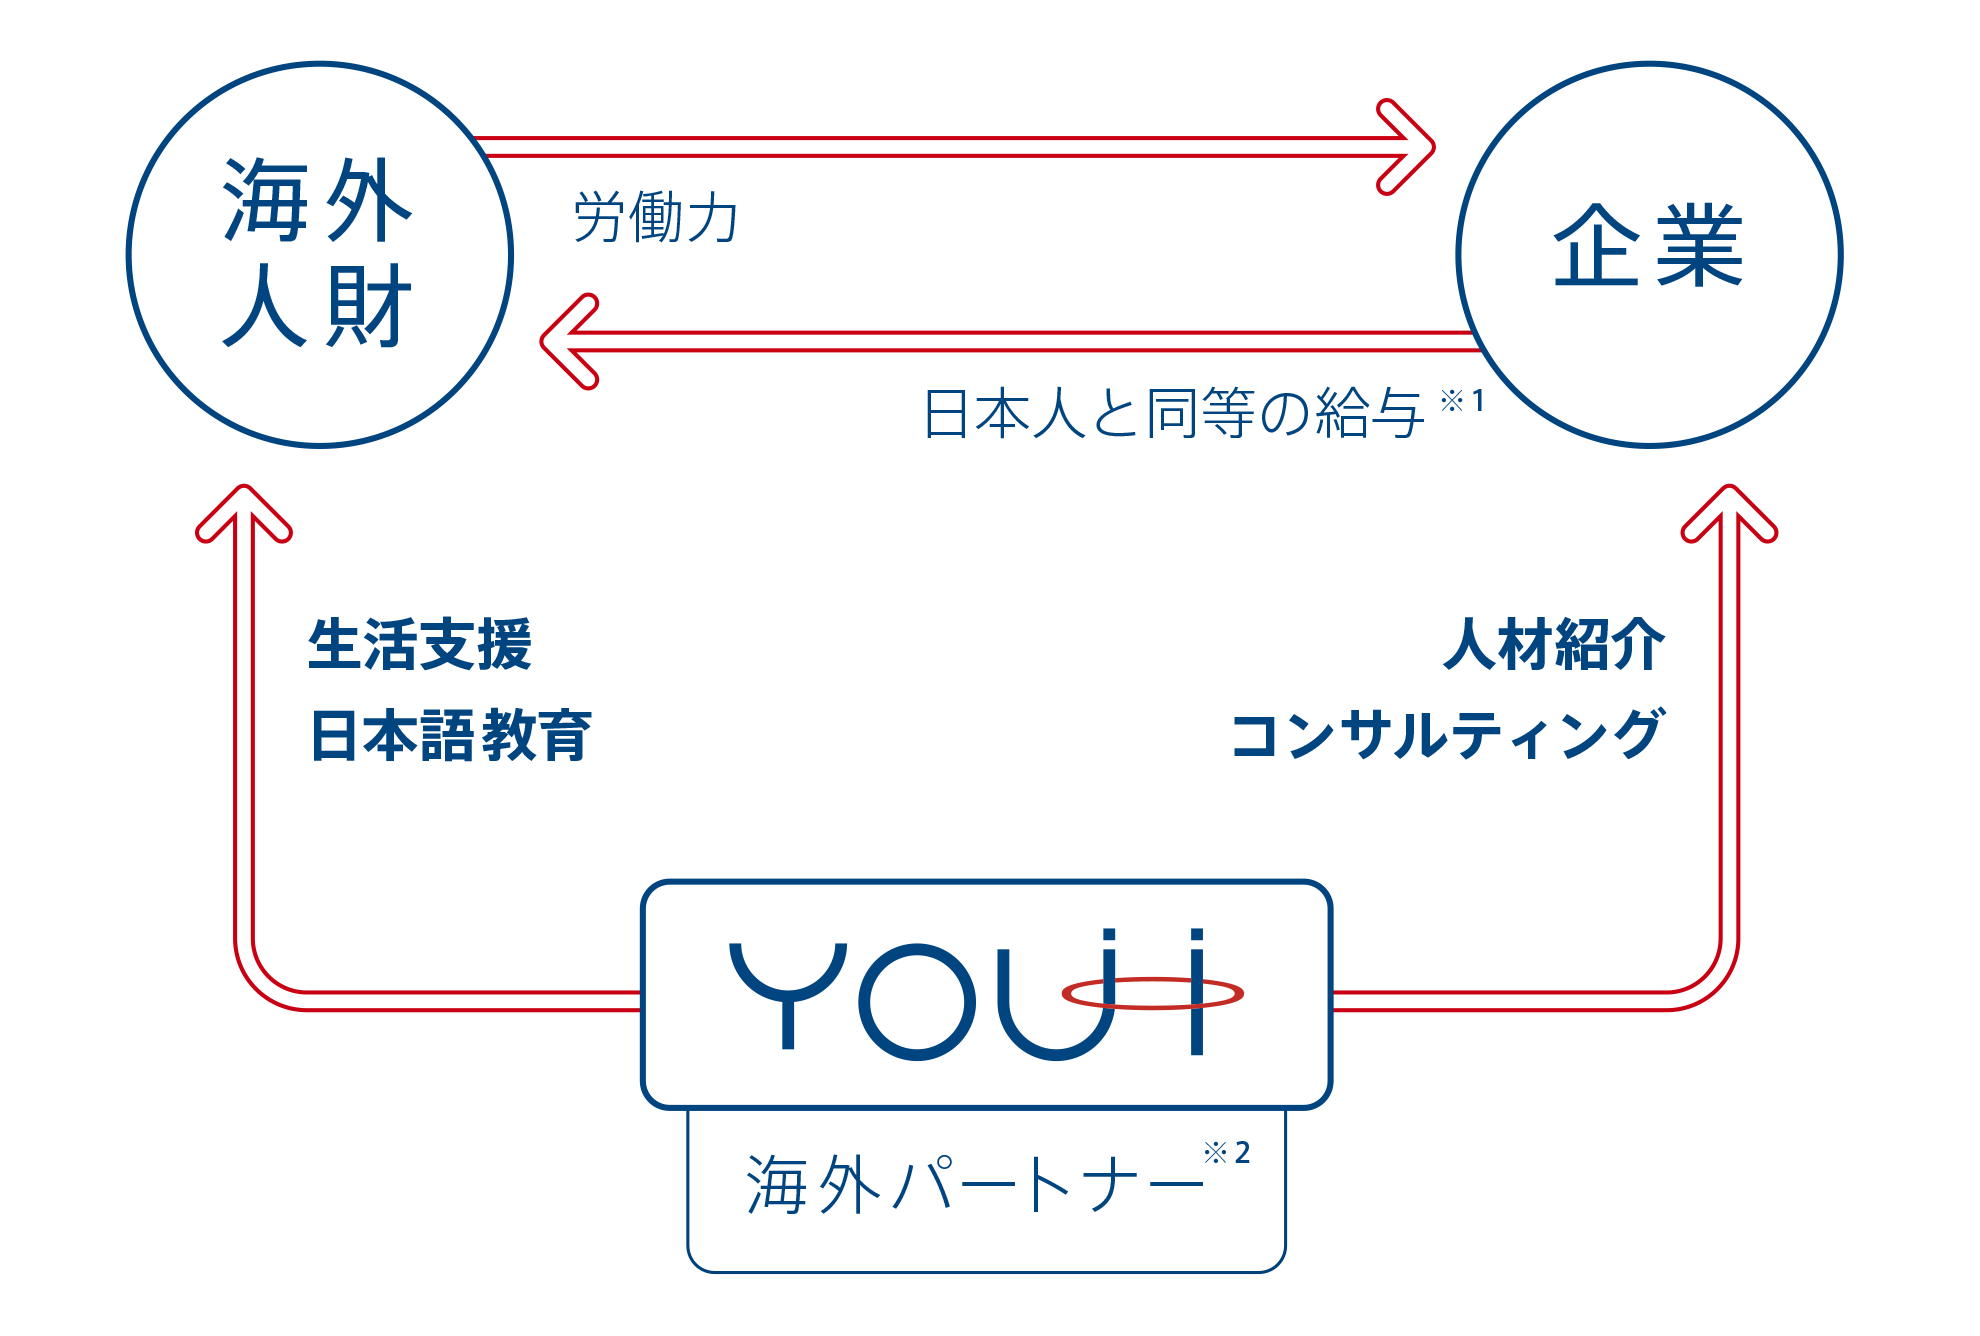 海外
人財
企業
労働力
日本人と同等の給与 ※1
生活支援
日本語教育
人材紹介
コンサルティング
YOUi
海外パートナー※2